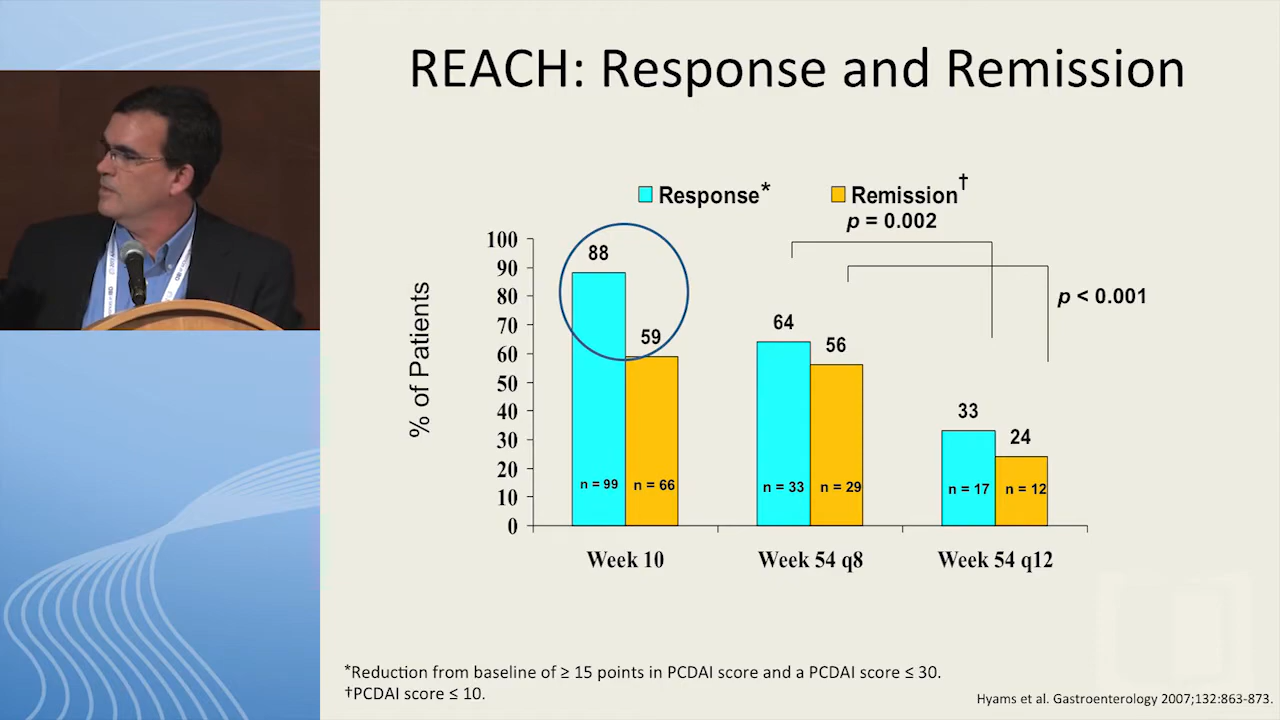 REACH: Response and Remission
Response*
Remission†
p = 0.002
p < 0.001
% of Patients
100
90
80
70
60
50
40
30
20
10
0
88
59
64
56
33
24
n = 99
n = 66
n = 33
n = 29
n = 17
n = 12
Week 10
Week 54 q8
Week 54 q12
*Reduction from baseline of ≥ 15 points in PCDAI score and a PCDAI score ≤ 30.
†PCDAI score ≤ 10.
Hyams et al. Gastroenterology 2007;132:863-873.